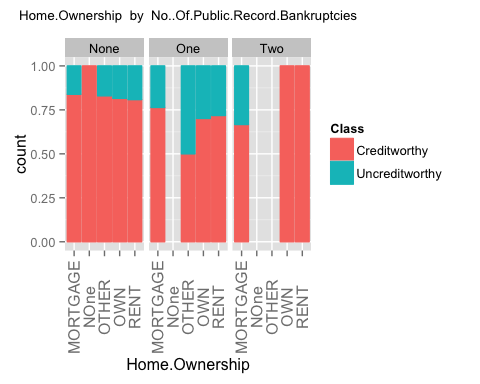 Home.Ownership by No..Of.Public.Record.Bankruptcies
None One Two
1.00
0.75
0.50
0.25
0.00
count
MORTGAGE
NOne
OTHER
OWN
RENT
MORTGAGE
NOne
OTHER
OWN
RENT
MORTGAGE
NOne
OTHER
OWN
RENT
Home.Ownership
Class
Creditworthy
Uncreditworthy